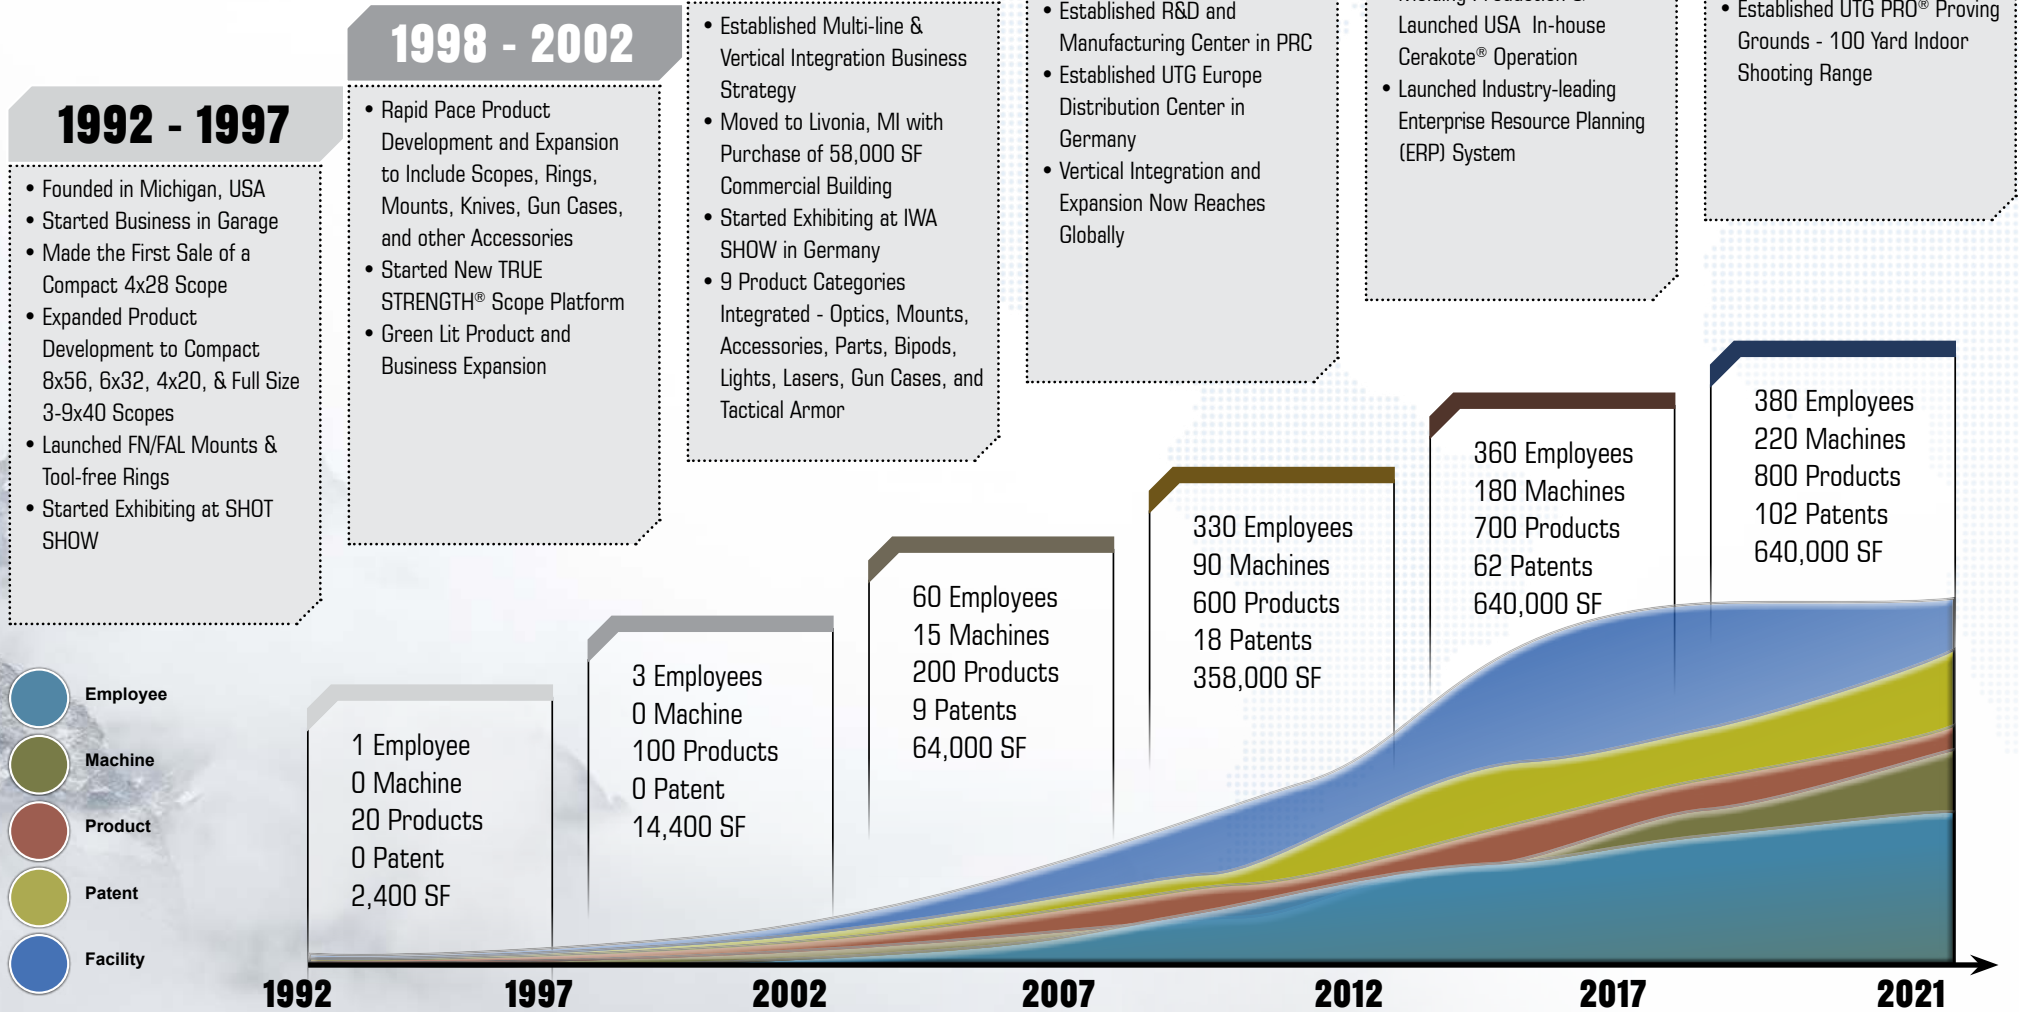 1992 - 1997
• Founded in Michigan, USA
• Started Business in Garage
• Made the First Sale of a
Compact 4x28 Scope
• Expanded Product
Development to Compact
8x56, 6x32, 4x20, & Full Size
3-9x40 Scopes
• Launched FN/FAL Mounts &
Tool-free Rings
• Started Exhibiting at SHOT
SHOW
1998 - 2002
• Rapid Pace Product
Development and Expansion
to Include Scopes, Rings,
Mounts, Knives, Gun Cases,
and other Accessories
• Started New TRUE
STRENGTH® Scope Platform
• Green Lit Product and
Business Expansion
• Established Multi-line &
Vertical Integration Business
Strategy
• Moved to Livonia, MI with
Purchase of 58,000 SF
Commercial Building
• Started Exhibiting at IWA
SHOW in Germany
• 9 Product Categories
Integrated - Optics, Mounts,
Accessories, Parts, Bipods,
Lights, Lasers, Gun Cases, and
Tactical Armor
• Established R&D and
Manufacturing Center in PRC
• Established UTG Europe
Distribution Center in
Germany
• Vertical Integration and
Expansion Now Reaches
Globally
Launched USA In-house
Cerakote® Operation
• Launched Industry-leading
Enterprise Resource Planning
(ERP) System
• Established UTG PRO® Proving
Grounds - 100 Yard Indoor
Shooting Range
1 Employee
0 Machine
20 Products
0 Patent
2,400 SF
3 Employees
0 Machine
100 Products
0 Patent
14,400 SF
60 Employees
15 Machines
200 Products
9 Patents
64,000 SF
330 Employees
90 Machines
600 Products
18 Patents
358,000 SF
360 Employees
180 Machines
700 Products
62 Patents
640,000 SF
380 Employees
220 Machines
800 Products
102 Patents
640,000 SF
Employee
Machine
Product
Patent
Facility
1992
1997
2002
2007
2012
2017
2021